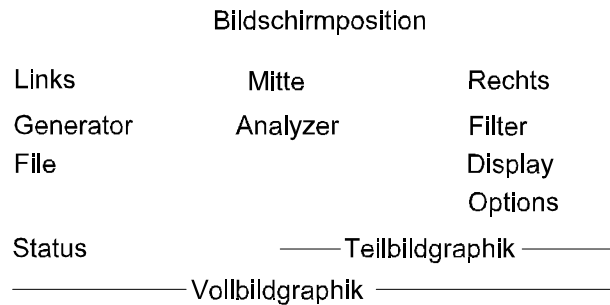 Bildschirmposition
Links Mitte Rechts
Generator Analyzer Filter
File Display
Options
Status Teilbildgraphik
Vollbildgraphik